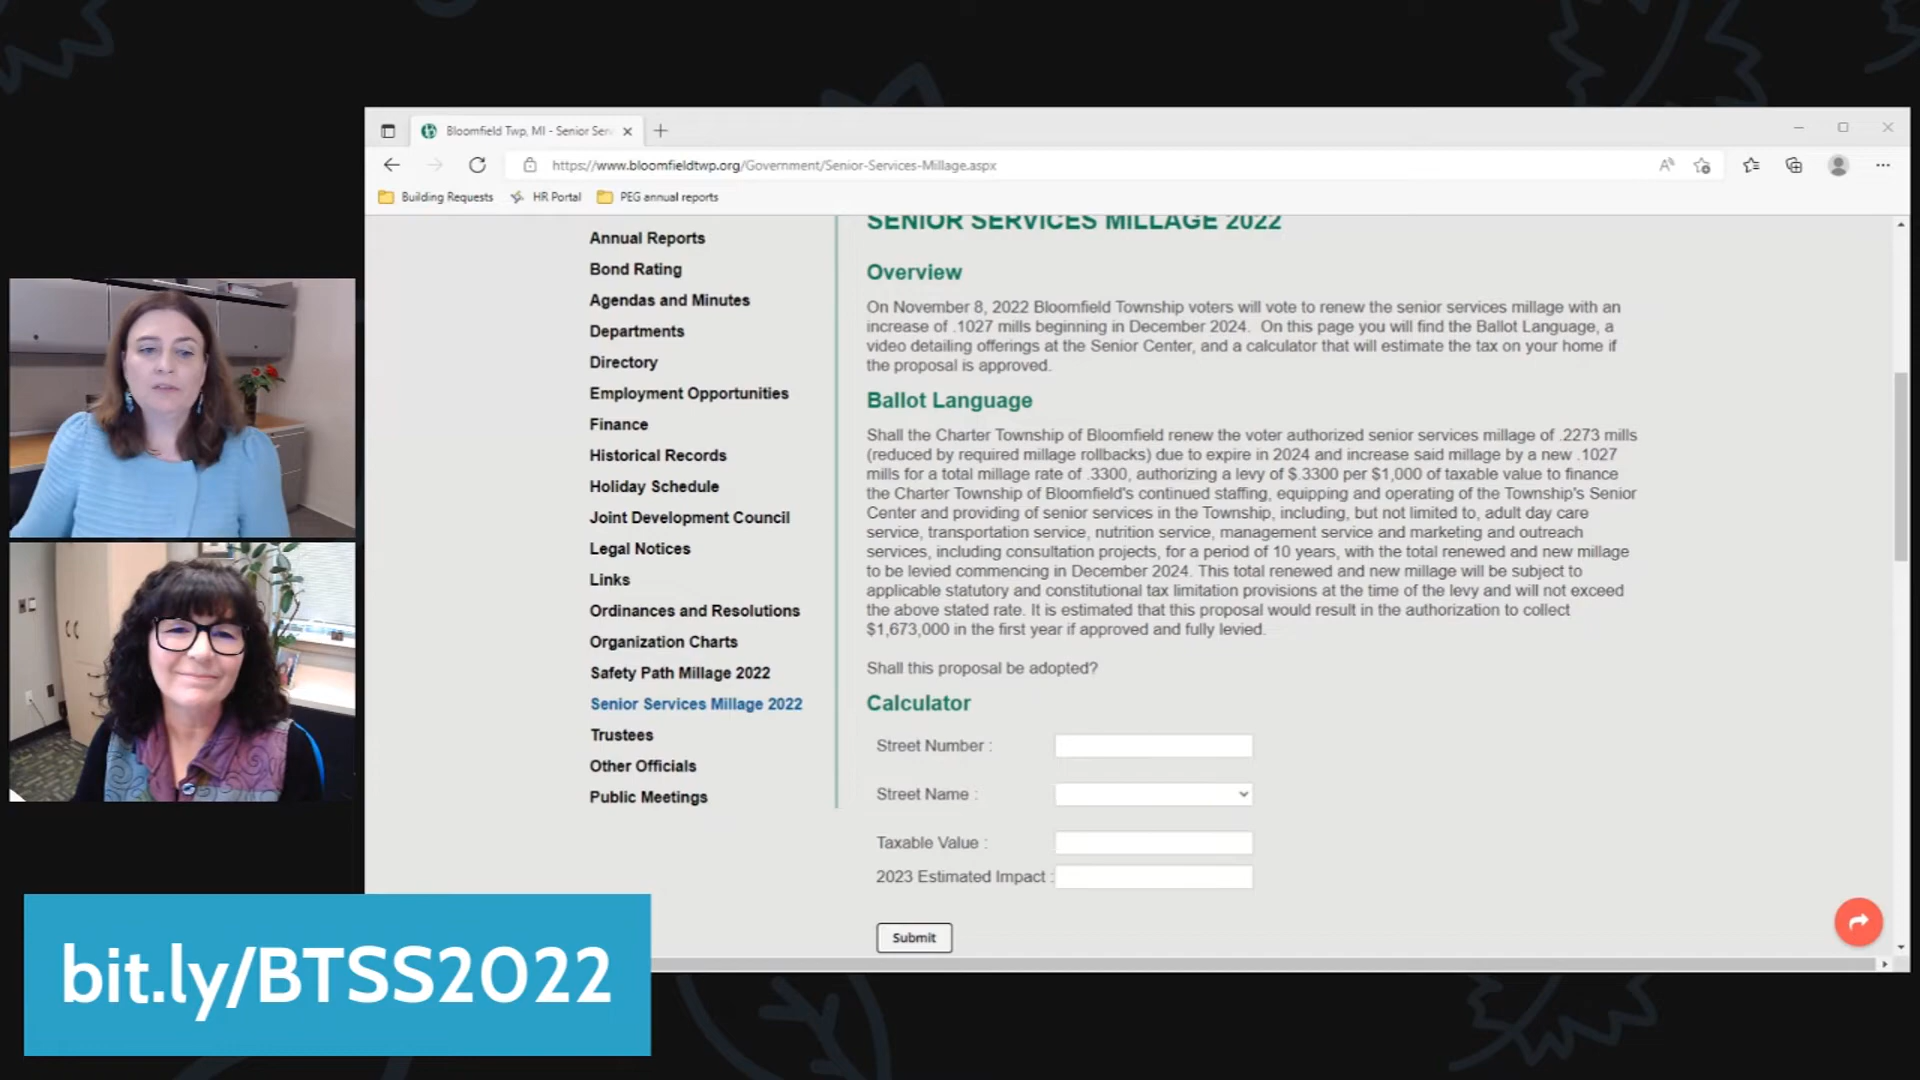 Bloomfield Twp, MI - Senior Ser
https://www.bloomfieldtwp.org/Government/Senior-Services-Millage.aspx
Building Requests HR Portal PEG annual reports
Annual Reports
Bond Rating
Agendas and Minutes
Departments
Directory
Employment Opportunities
Finance
Historical Records
Holiday Schedule
Joint Development Council
Legal Notices
Links
Ordinances and Resolutions
Organization Charts
Safety Path Millage 2022
Senior Services Millage 2022
Trustees
Other Officials
Public Meetings
SENIOR SERVICES MILLAGE 2022
Overview
On November 8, 2022 Bloomfield Township voters will vote to renew the senior services millage with an
increase of .1027 mills beginning in December 2024. On this page you will find the Ballot Language, a
video detailing offerings at the Senior Center, and a calculator that will estimate the tax on your home if
the proposal is approved.
Ballot Language
Shall the Charter Township of Bloomfield renew the voter authorized senior services millage of .2273 mills
(reduced by required millage rollbacks) due to expire in 2024 and increase said millage by a new .1027
mills for a total millage rate of .3300, authorizing a levy of $.3300 per $1,000 of taxable value to finance
the Charter Township of Bloomfield's continued staffing, equipping and operating of the Township's Senior
Center and providing of senior services in the Township, including, but not limited to, adult day care
service, transportation service, nutrition service, management service and marketing and outreach
services, including consultation projects, for a period of 10 years, with the total renewed and new millage
to be levied commencing in December 2024. This total renewed and new millage will be subject to
applicable statutory and constitutional tax limitation provisions at the time of the levy and will not exceed
the above stated rate. It is estimated that this proposal would result in the authorization to collect
$1,673,000 in the first year if approved and fully levied.
Shall this proposal be adopted?
Calculator
Street Number :
Street Name :
Taxable Value :
2023 Estimated Impact :
Submit
bit.ly/BTSS2022